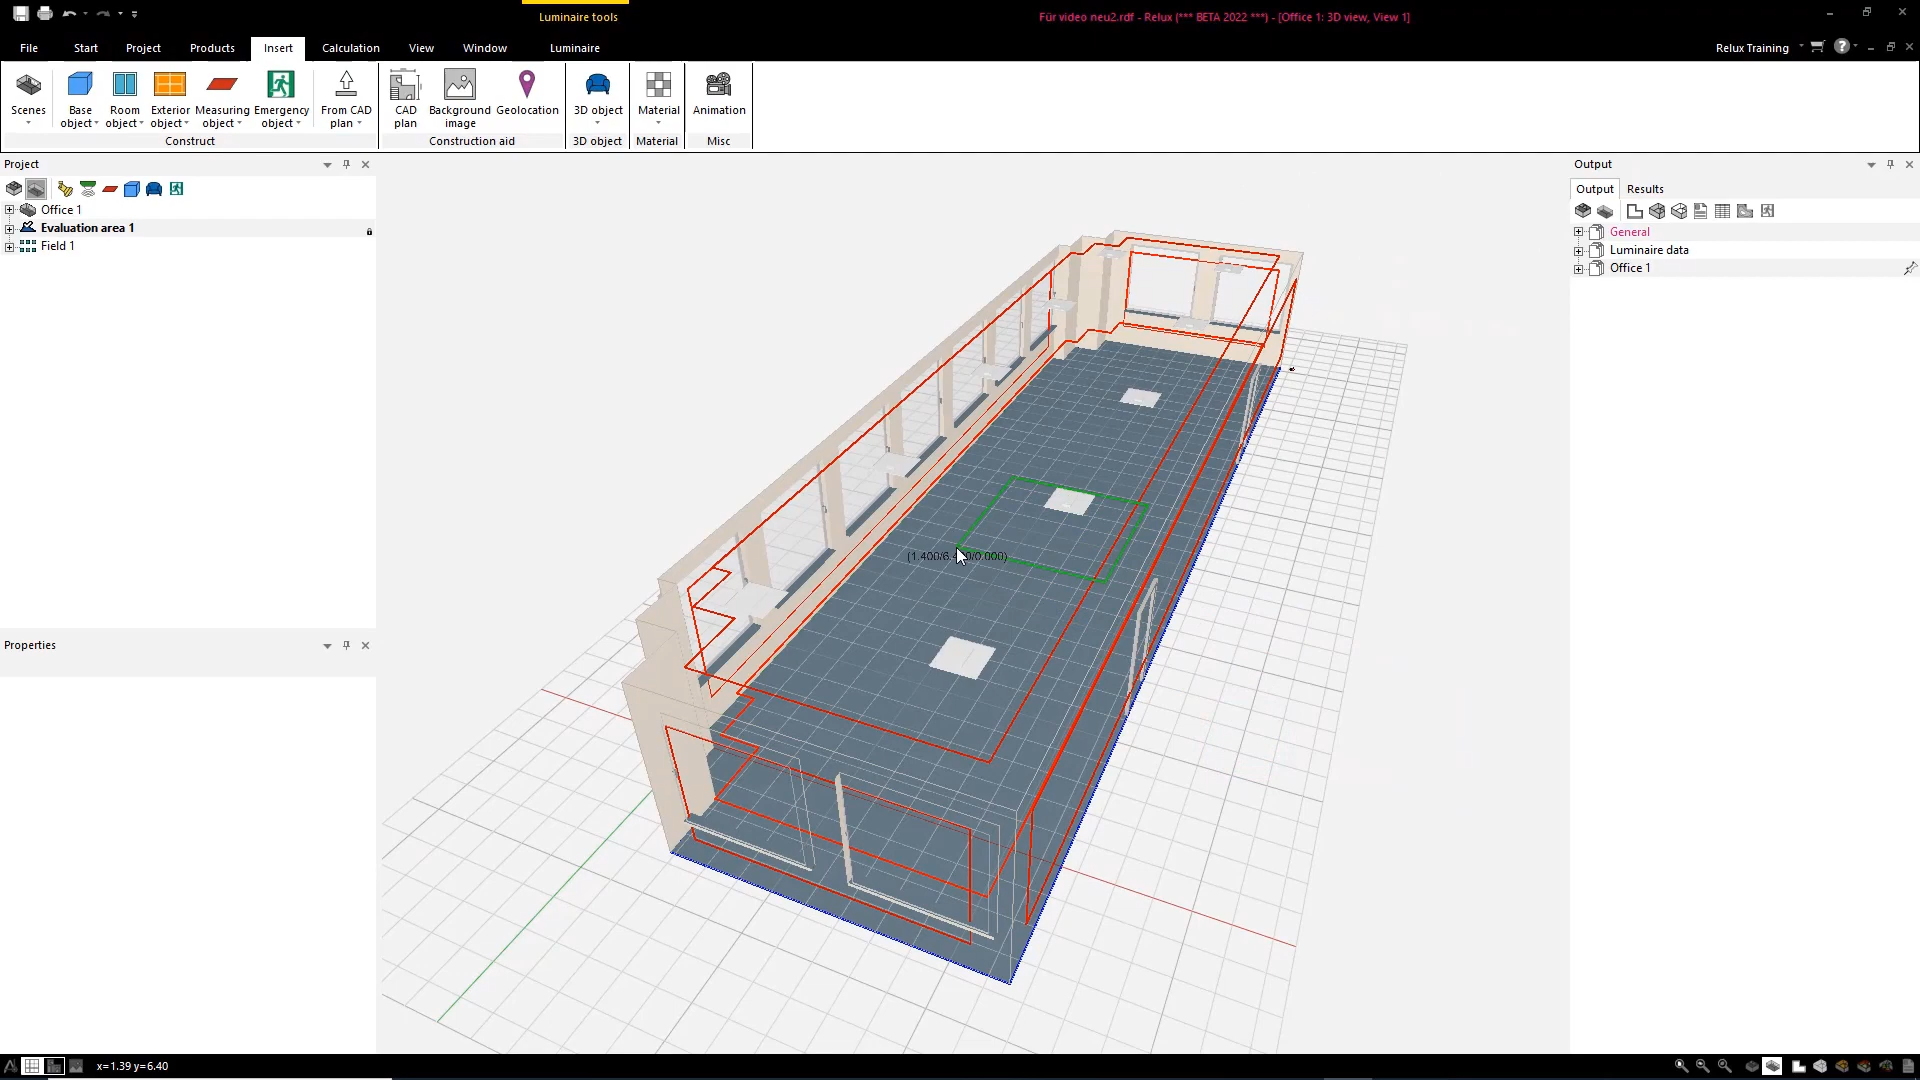 Luminaire tools
Für video neu2.rdf - Relux (*** BETA 2022 ***) - [Office 1: 3D view, View 1]
File Start Project Products Insert Calculation View Window Luminaire
Relux Training
Scenes
Base object
Room object
Exterior object
Measuring object
Emergency object
From CAD plan
CAD plan
Background image
Geolocation
3D object
Material
Animation
Construct
Construction aid
3D object
Material
Misc
Project
Office 1
Evaluation area 1
Field 1
Properties
Output
Output Results
General
Luminaire data
Office 1
x=1.39 y=6.40